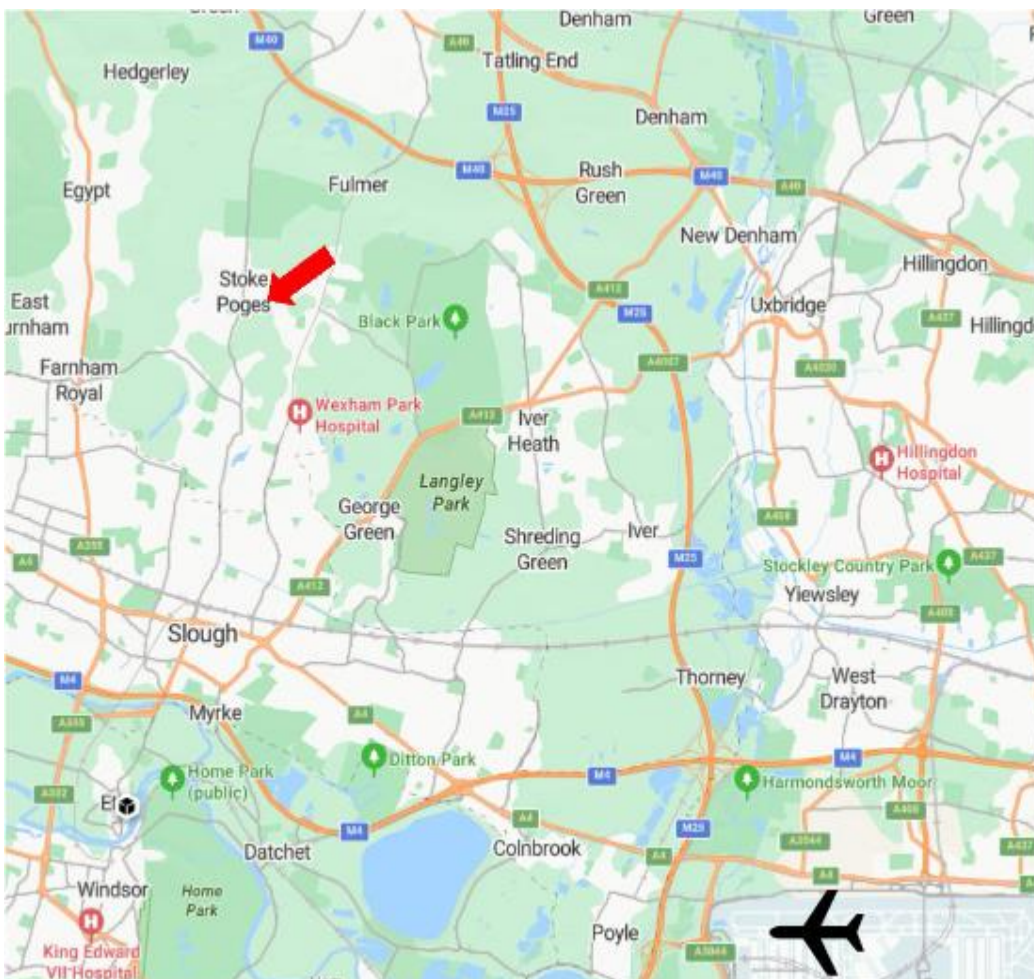 Denham
Green
M40
A40
Tatling End
Hedgerley
M25
Denham
M40
Rush
Green
M40
A40
Egypt
Fulmer
New Denham
Hillingdon
Stoke
Poges
East
urnham
A412
M25
Uxbridge
A437
Hillingd
Black Park
Farnham
Royal
A4007
A4020
Wexham Park
Hospital
A412
Iver
Heath
Hillingdon
Hospital
Langley
Park
George
Green
A408
Shreding
Green
Iver
A355
A4
M25
Stockley Country Park
A437
Yiewsley
A412
A408
Slough
M4
Thorney
West
Drayton
A355
Myrke
A4
Ditton Park
M4
M4
Home Park
(public)
Harmondsworth Moor
A332
M4
A4
M25
A3044
A408
A437
Datchet
Colnbrook
A4
A4
Windsor
Home
Park
Poyle
A3044
King Edward
VII Hospital